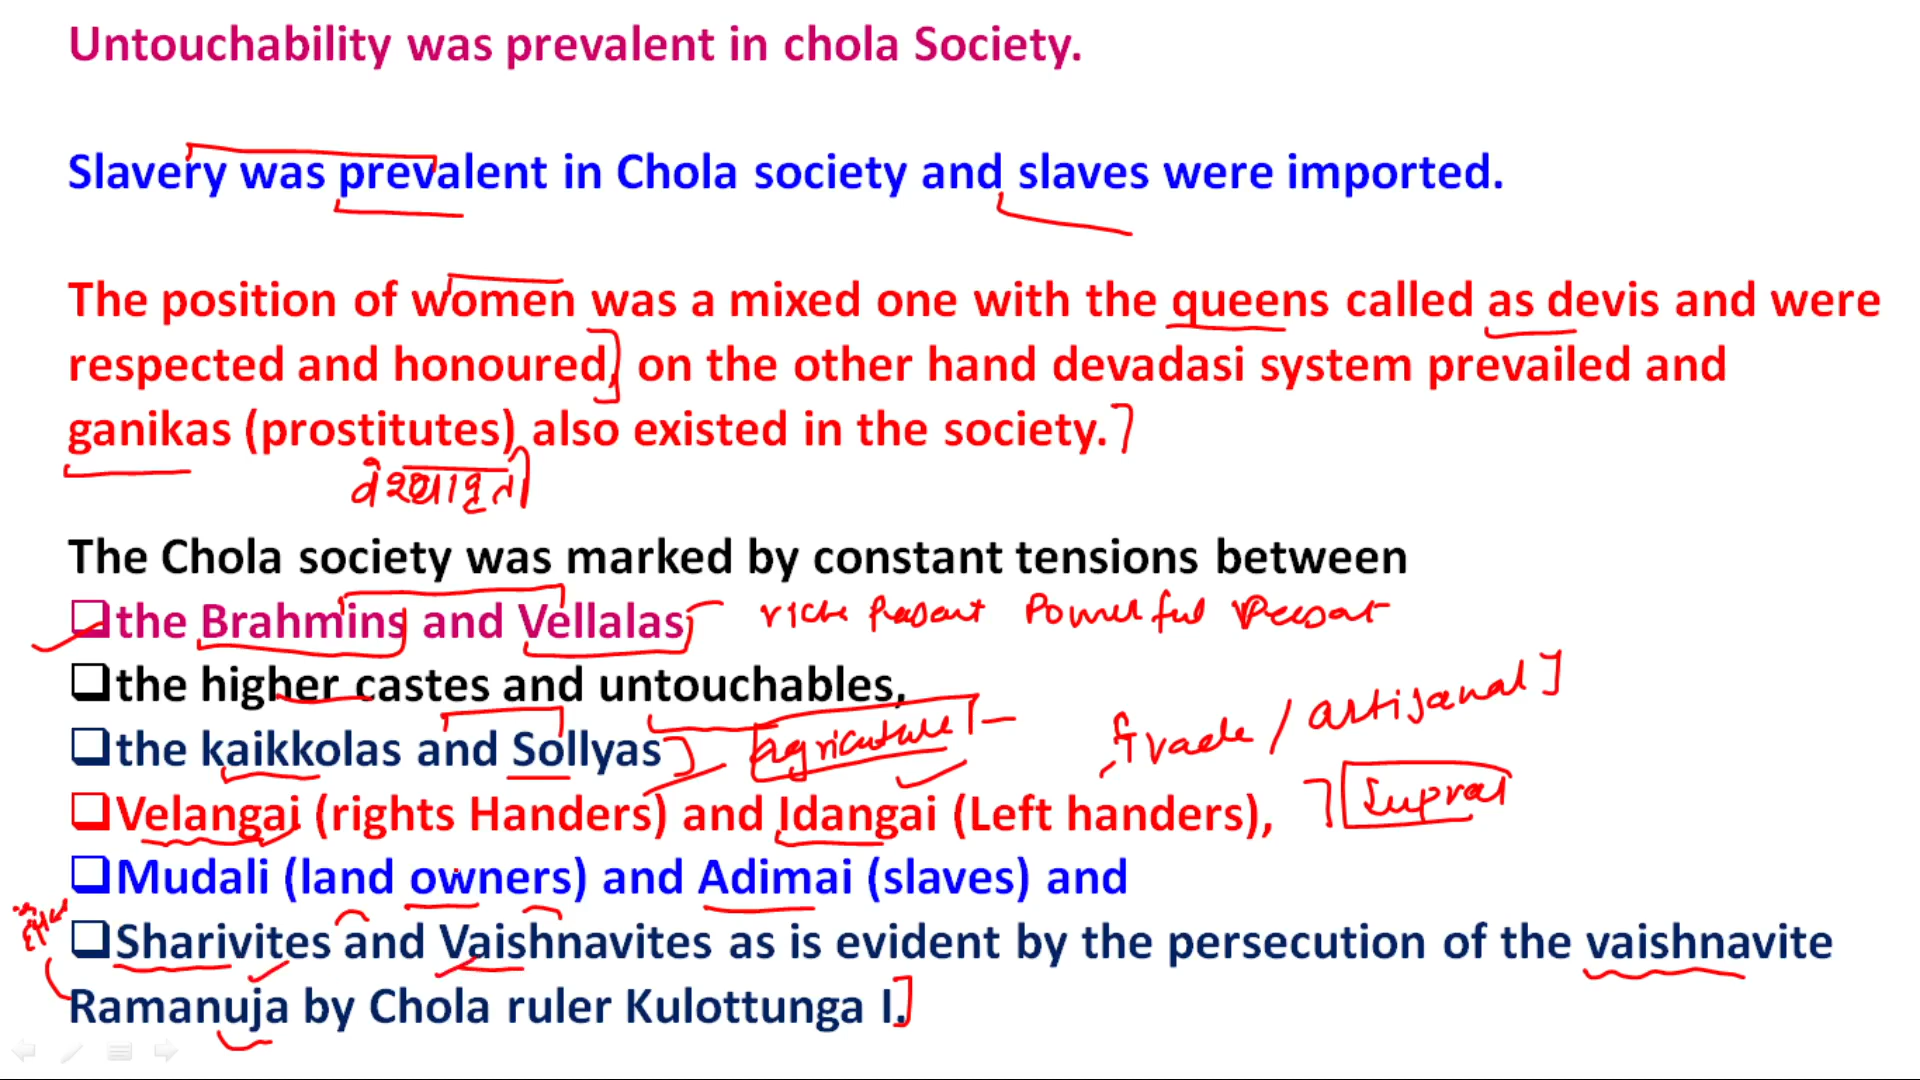 Untouchability was prevalent in chola Society.
Slavery was prevalent in Chola society and slaves were imported.
The position of women was a mixed one with the queens called as devis and were
respected and honoured, on the other hand devadasi system prevailed and
ganikas (prostitutes) also existed in the society.
The Chola society was marked by constant tensions between
the Brahmins and Vellalas, rich Peasant Powerful Peasat
the higher castes and untouchables,
the kaikkolas and Sollyas Agriculture Trade / artisanal
Velangai (rights Handers) and Idangai (Left handers),
Mudali (land owners) and Adimai (slaves) and
Sharivites and Vaishnavites as is evident by the persecution of the vaishnavite
Ramanuja by Chola ruler Kulottunga I.